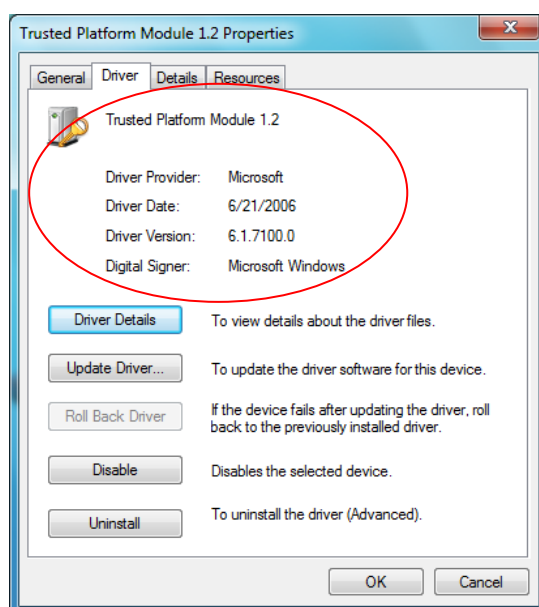 Trusted Platform Module 1.2 Properties
General Driver Details Resources
Trusted Platform Module 1.2
Driver Provider: Microsoft
Driver Date: 6/21/2006
Driver Version: 6.1.7100.0
Digital Signer: Microsoft Windows
Driver Details To view details about the driver files.
Update Driver... To update the driver software for this device.
Roll Back Driver If the device fails after updating the driver, roll
back to the previously installed driver.
Disable Disables the selected device.
Uninstall To uninstall the driver (Advanced).
OK Cancel